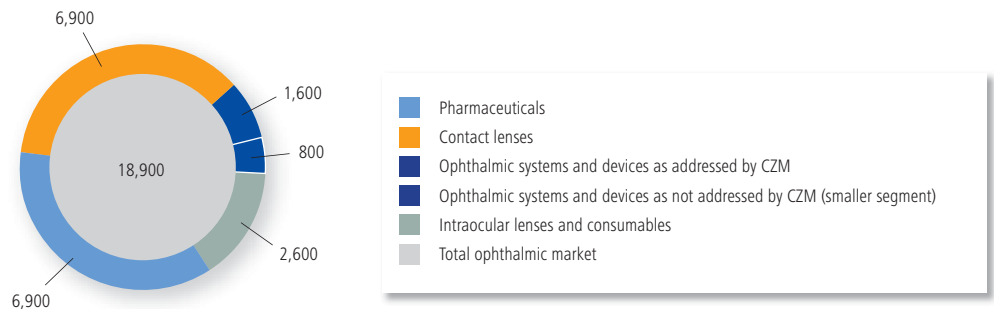 6,900
1,600
800
18,900
2,600
6,900
Pharmaceuticals
Contact lenses
Ophthalmic systems and devices as addressed by CZM
Ophthalmic systems and devices as not addressed by CZM (smaller segment)
Intraocular lenses and consumables
Total ophthalmic market